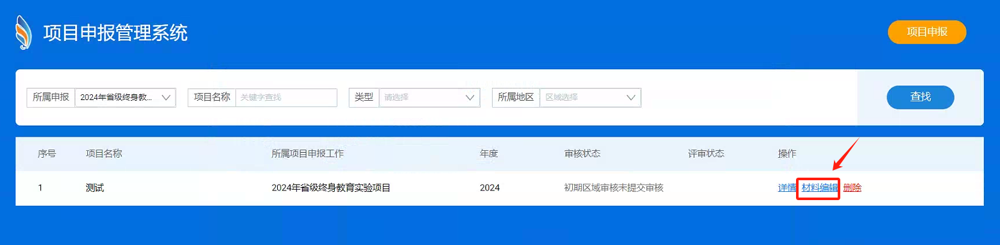 项目申报管理系统
项目申报
所属申报 2024年省级终身教... 项目名称 关键字查找 类型 请选择 所属地区 区域选择 查找
序号 项目名称 所属项目申报工作 年度 审核状态 评审状态 操作
1 测试 2024年省级终身教育实验项目 2024 初期区域审核未提交审核 详情 材料编辑 删除